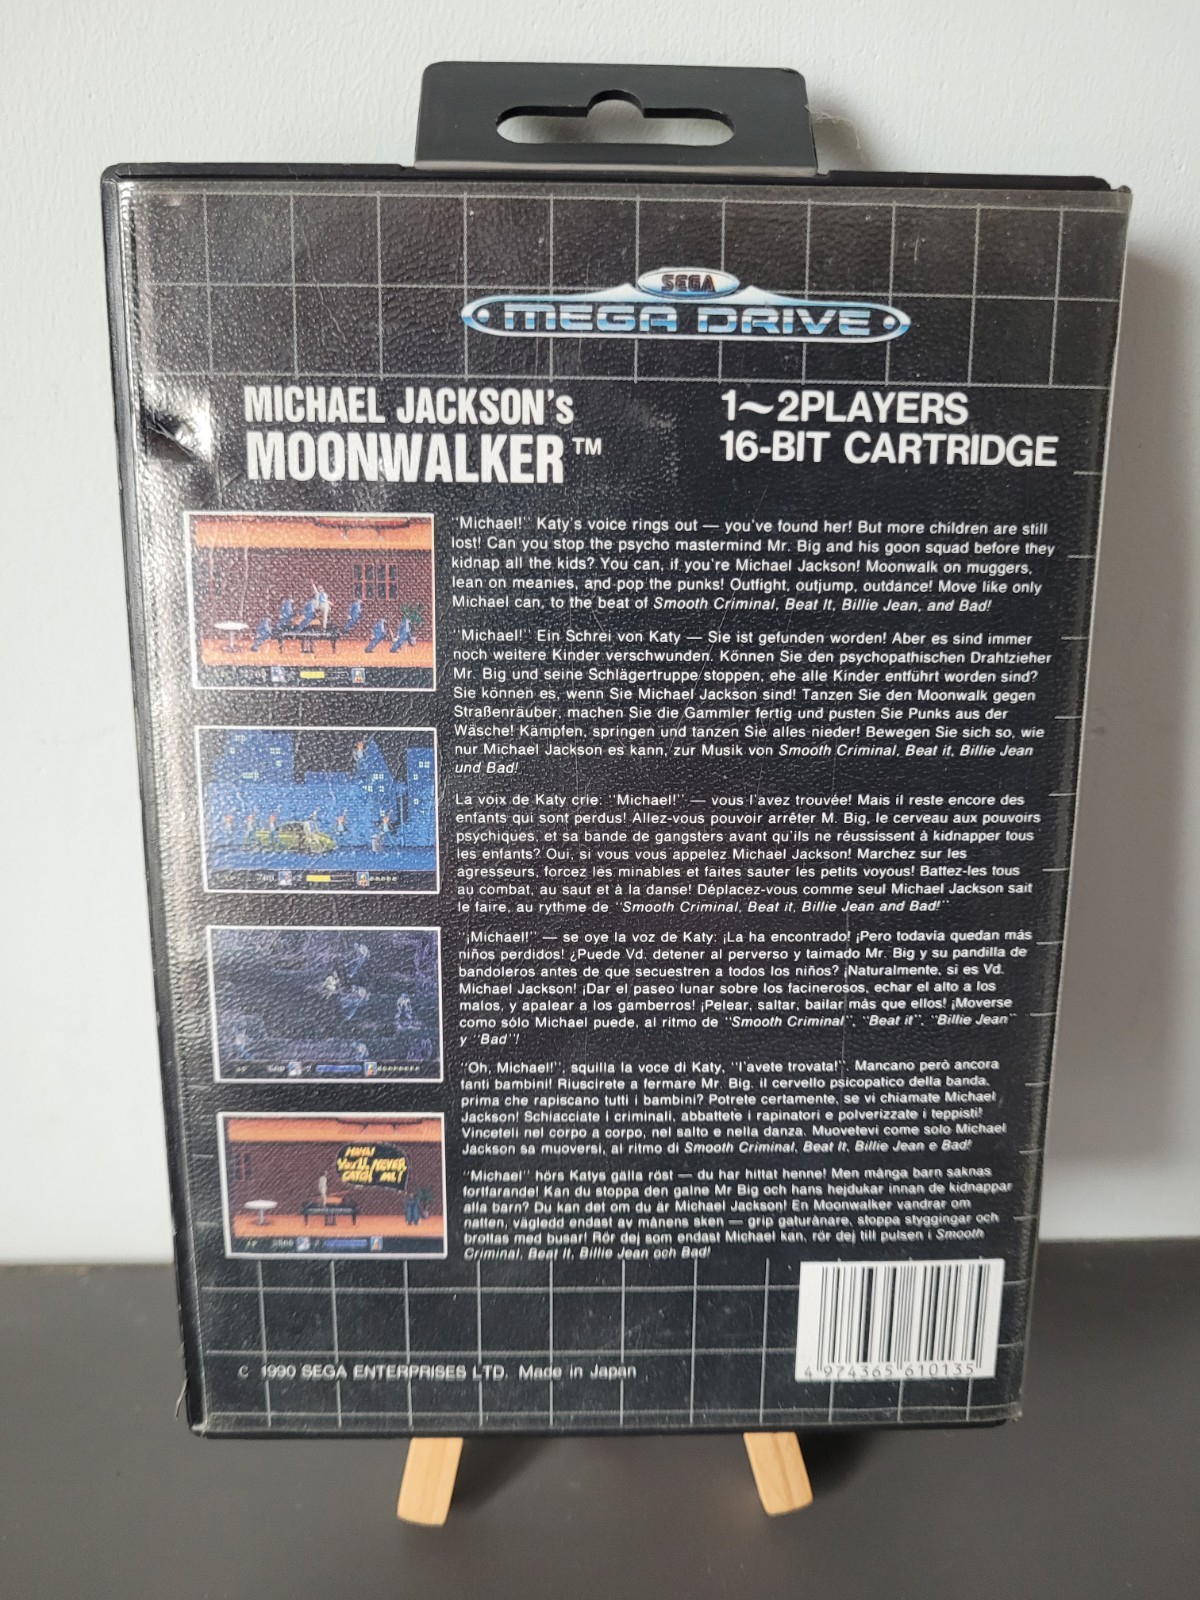 SEGA
MEGA DRIVE
MICHAEL JACKSON's
MOONWALKER™
1~2PLAYERS
16-BIT CARTRIDGE
"Michael!" Katy's voice rings out — you've found her! But more children are still
lost! Can you stop the psycho mastermind Mr. Big and his goon squad before they
kidnap all the kids? You can, if you're Michael Jackson! Moonwalk on muggers,
lean on meanies, and pop the punks! Outfight, outjump, outdance! Move like only
Michael can, to the beat of Smooth Criminal, Beat It, Billie Jean, and Bad!
"Michael!" Ein Schrei von Katy — Sie ist gefunden worden! Aber es sind immer
noch weitere Kinder verschwunden. Können Sie den psychopathischen Drahtzieher
Mr. Big und seine Schlägertruppe stoppen, ehe alle Kinder entführt worden sind?
Sie können es, wenn Sie Michael Jackson sind! Tanzen Sie den Moonwalk gegen
Straßenräuber, machen Sie die Gammler fertig und pusten Sie Punks aus der
Wäsche! Kämpfen, springen und tanzen Sie alles nieder! Bewegen Sie sich so, wie
nur Michael Jackson es kann, zur Musik von Smooth Criminal, Beat it, Billie Jean
und Bad!
La voix de Katy crie: "Michael!" — vous l'avez trouvée! Mais il reste encore des
enfants qui sont perdus! Allez-vous pouvoir arrêter M. Big, le cerveau aux pouvoirs
psychiques, et sa bande de gangsters avant qu'ils ne réussissent à kidnapper tous
les enfants? Oui, si vous vous appelez Michael Jackson! Marchez sur les
agresseurs, forcez les minables et faites sauter les petits voyous! Battez-les tous
au combat, au saut et à la danse! Déplacez-vous comme seul Michael Jackson sait
le faire, au rythme de "Smooth Criminal, Beat it, Billie Jean and Bad!"
¡Michael!" — se oye la voz de Katy: ¡La ha encontrado! ¡Pero todavía quedan más
niños perdidos! ¿Puede Vd. detener al perverso y taimado Mr. Big y su pandilla de
bandoleros antes de que secuestren a todos los niños? ¡Naturalmente, si es Vd.
Michael Jackson! ¡Dar el paseo lunar sobre los facinerosos, echar el alto a los
malos, y apalear a los gamberros! ¡Pelear, saltar, bailar más que ellos! ¡Moverse
como sólo Michael puede, al ritmo de "Smooth Criminal", "Beat it", "Billie Jean"
y "Bad"!
"Oh, Michael!", squilla la voce di Katy, "l'avete trovata!" Mancano però ancora
tanti bambini! Riuscirete a fermare Mr. Big, il cervello psicopatico della banda,
prima che rapiscano tutti i bambini? Potrete certamente, se vi chiamate Michael
Jackson! Schiacciate i criminali, abbattete i rapinatori e polverizzate i teppisti!
Vinceteli nel corpo a corpo, nel salto e nella danza. Muovetevi come solo Michael
Jackson sa muoversi, al ritmo di Smooth Criminal, Beat It, Billie Jean e Bad!
"Michael" hörs Katys gälla röst — du har hittat henne! Men många barn saknas
fortfarande! Kan du stoppa den galne Mr Big och hans hejdukar innan de kidnappar
alla barn? Du kan det om du är Michael Jackson! En Moonwalker vandrar om
natten, vägledd endast av månens sken — grip gaturånare, stoppa styggingar och
brottas med busar! Rör dej som endast Michael kan, rör dej till pulsen i Smooth
Criminal, Beat It, Billie Jean och Bad!
HAHA!
YOU'LL NEVER
CATCH ME!
© 1990 SEGA ENTERPRISES LTD. Made in Japan
4 974365 610135